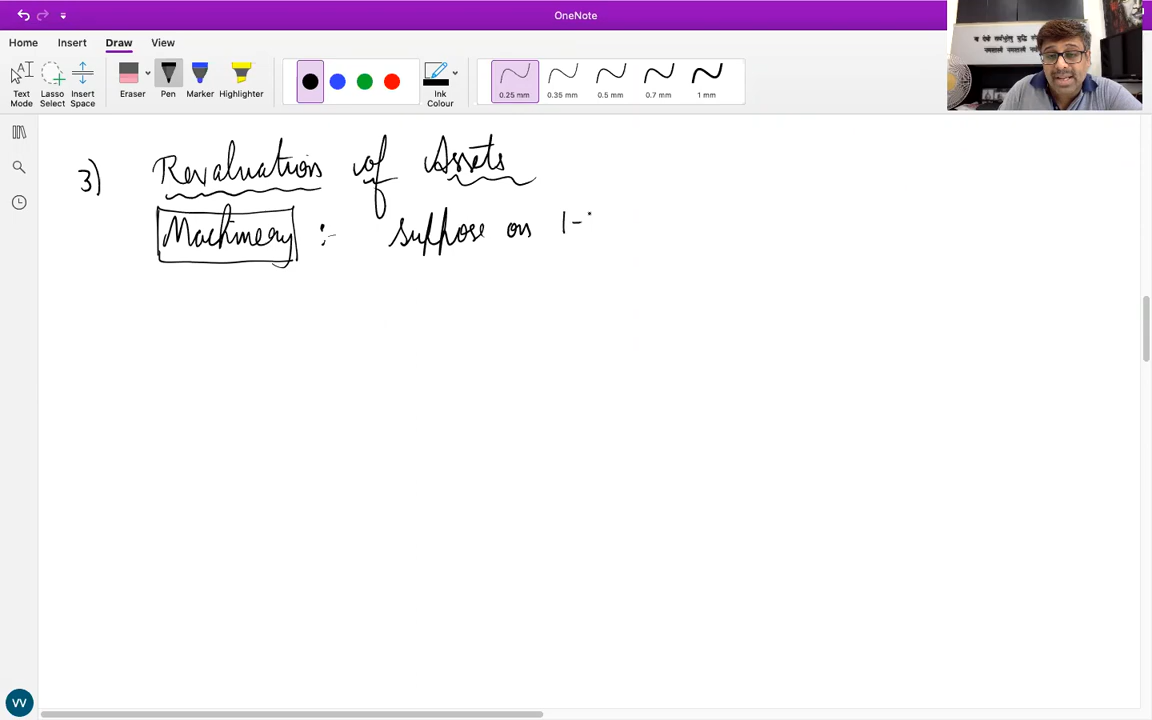 OneNote
Home Insert Draw View
Text Mode
Lasso Select
Insert Space
Eraser
Pen
Marker
Highlighter
Ink Colour
0.25 mm
0.35 mm
0.5 mm
0.7 mm
1 mm
3) Revaluation of Assets
Machinery :- suppose on 1-
VV